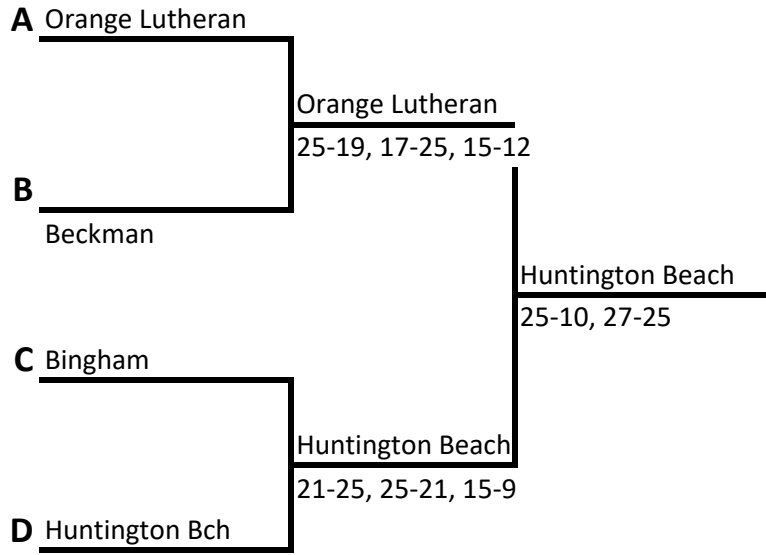 A Orange Lutheran
Orange Lutheran
25-19, 17-25, 15-12
B
Beckman
Huntington Beach
25-10, 27-25
C Bingham
Huntington Beach
21-25, 25-21, 15-9
D Huntington Bch